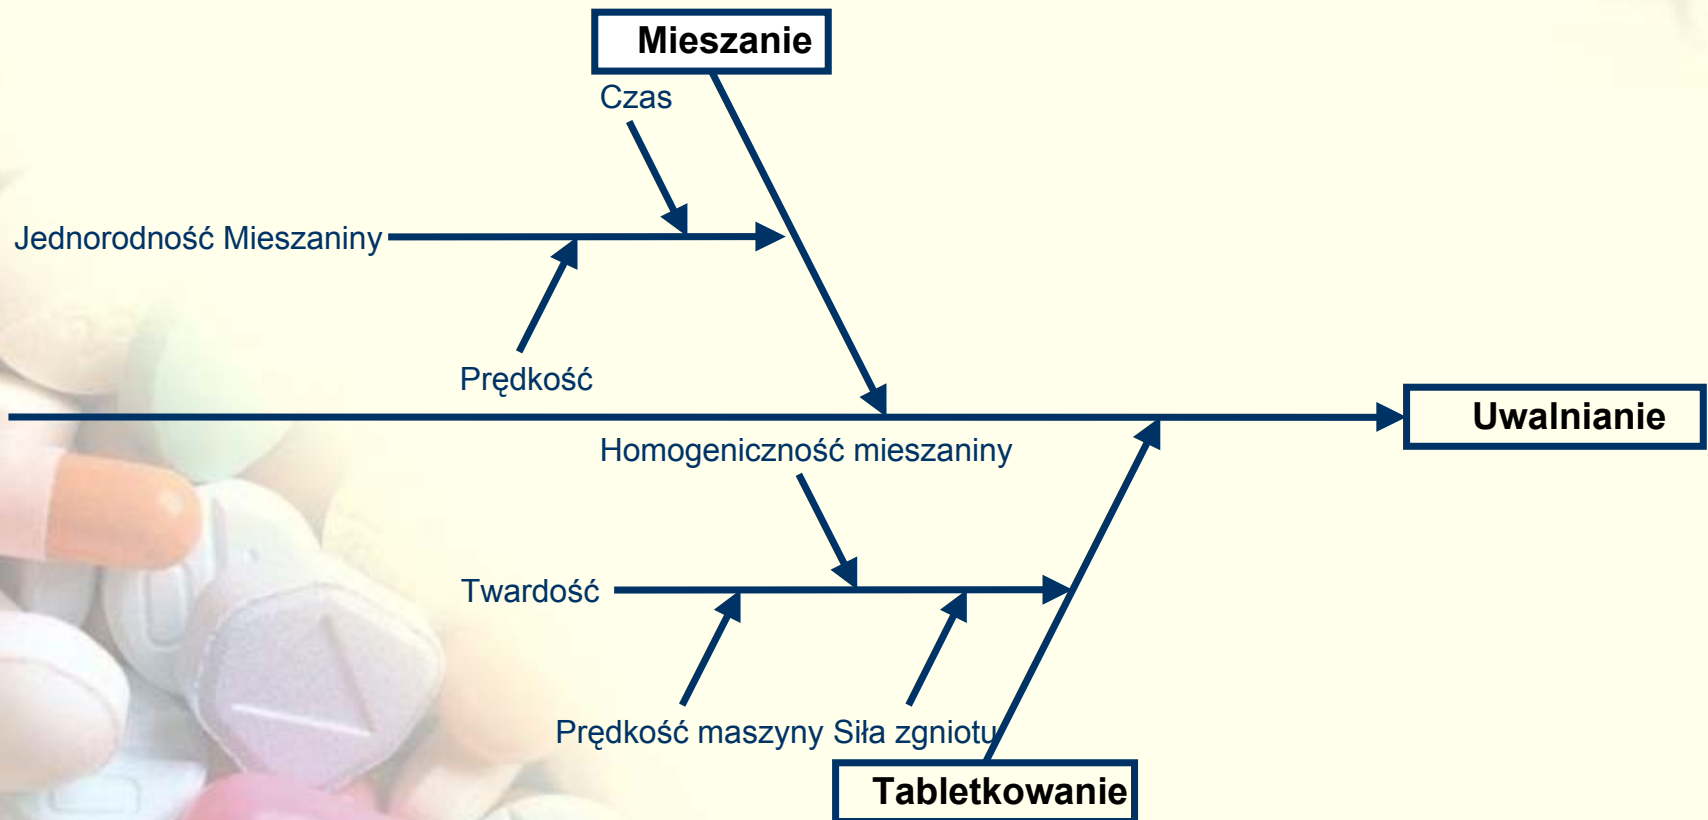 Mieszanie
Czas
Jednorodność Mieszaniny
Prędkość
Uwalnianie
Homogeniczność mieszaniny
Twardość
Prędkość maszyny Siła zgniotu
Tabletkowanie